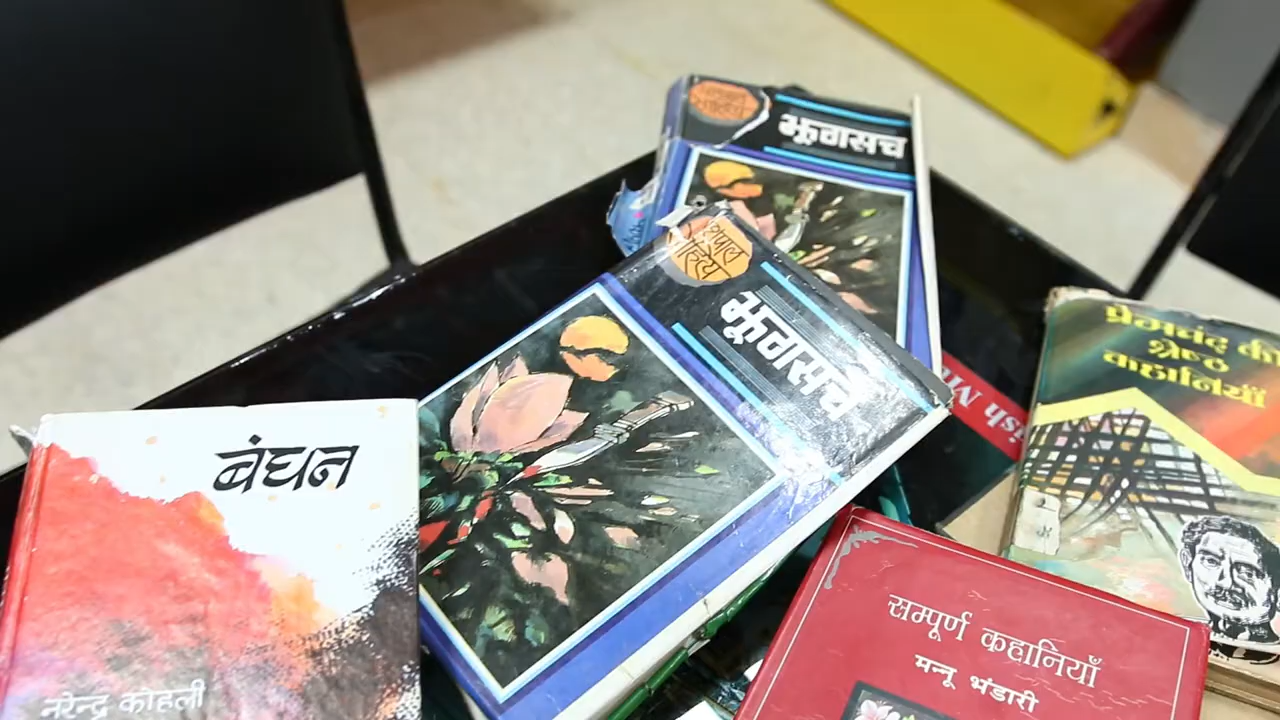 झूठा सच
यशपाल
साहित्य
झूठा सच
प्रेमचंद की
श्रेष्ठ
कहानियाँ
बंधन
नरेन्द्र कोहली
सम्पूर्ण कहानियाँ
मन्नू भंडारी